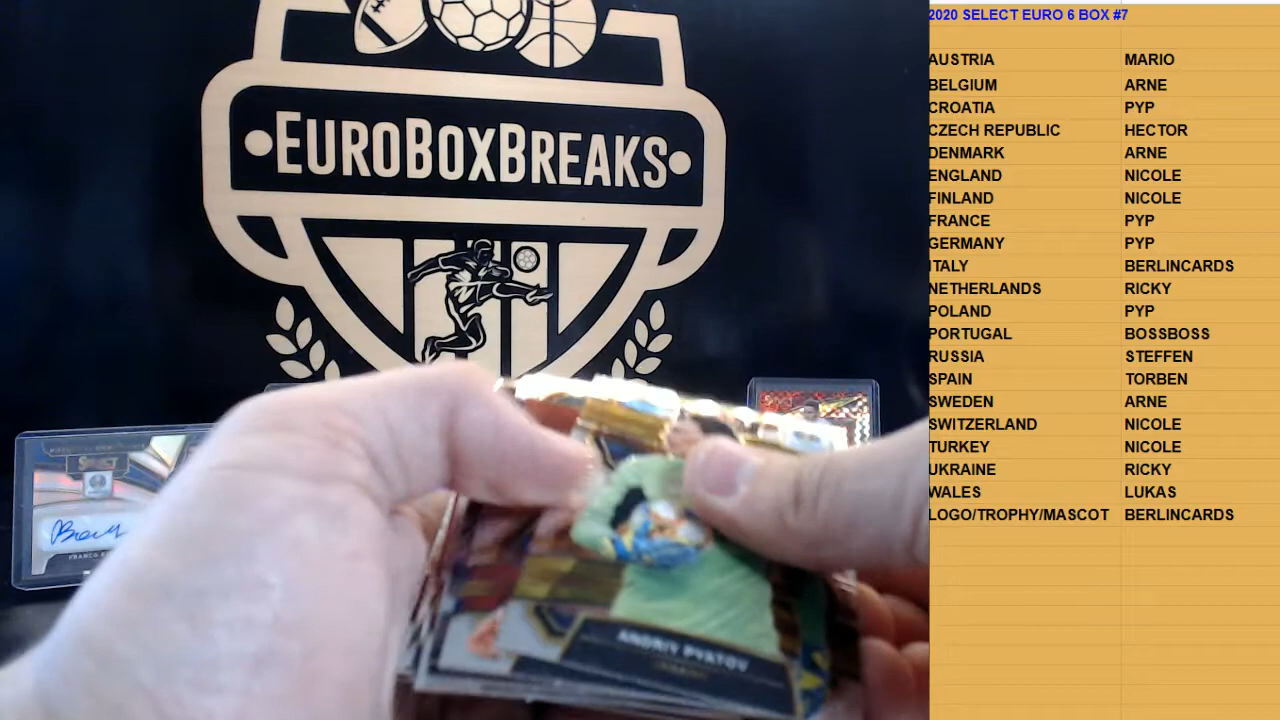 EUROBOXBREAKS
ANDRIY PYATOV
2020 SELECT EURO 6 BOX #7
AUSTRIA MARIO
BELGIUM ARNE
CROATIA PYP
CZECH REPUBLIC HECTOR
DENMARK ARNE
ENGLAND NICOLE
FINLAND NICOLE
FRANCE PYP
GERMANY PYP
ITALY BERLINCARDS
NETHERLANDS RICKY
POLAND PYP
PORTUGAL BOSSBOSS
RUSSIA STEFFEN
SPAIN TORBEN
SWEDEN ARNE
SWITZERLAND NICOLE
TURKEY NICOLE
UKRAINE RICKY
WALES LUKAS
LOGO/TROPHY/MASCOT BERLINCARDS